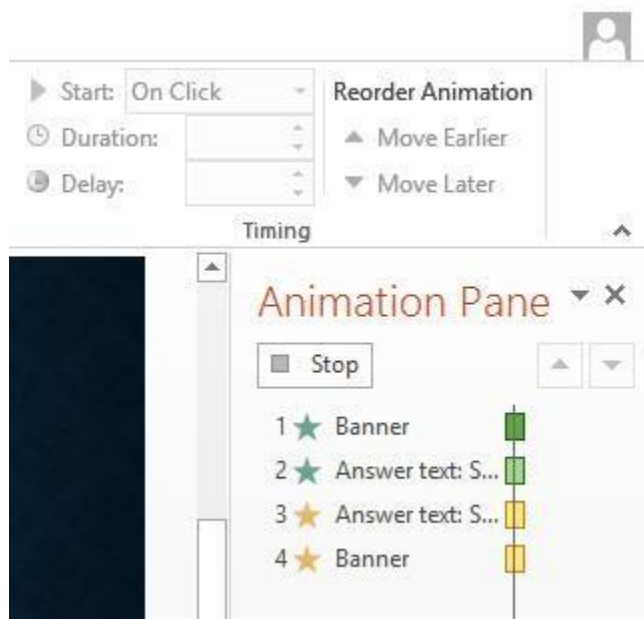 Start: On Click
Reorder Animation
Duration:
Move Earlier
Delay:
Move Later
Timing
Animation Pane
Stop
1 Banner
2 Answer text: S...
3 Answer text: S...
4 Banner